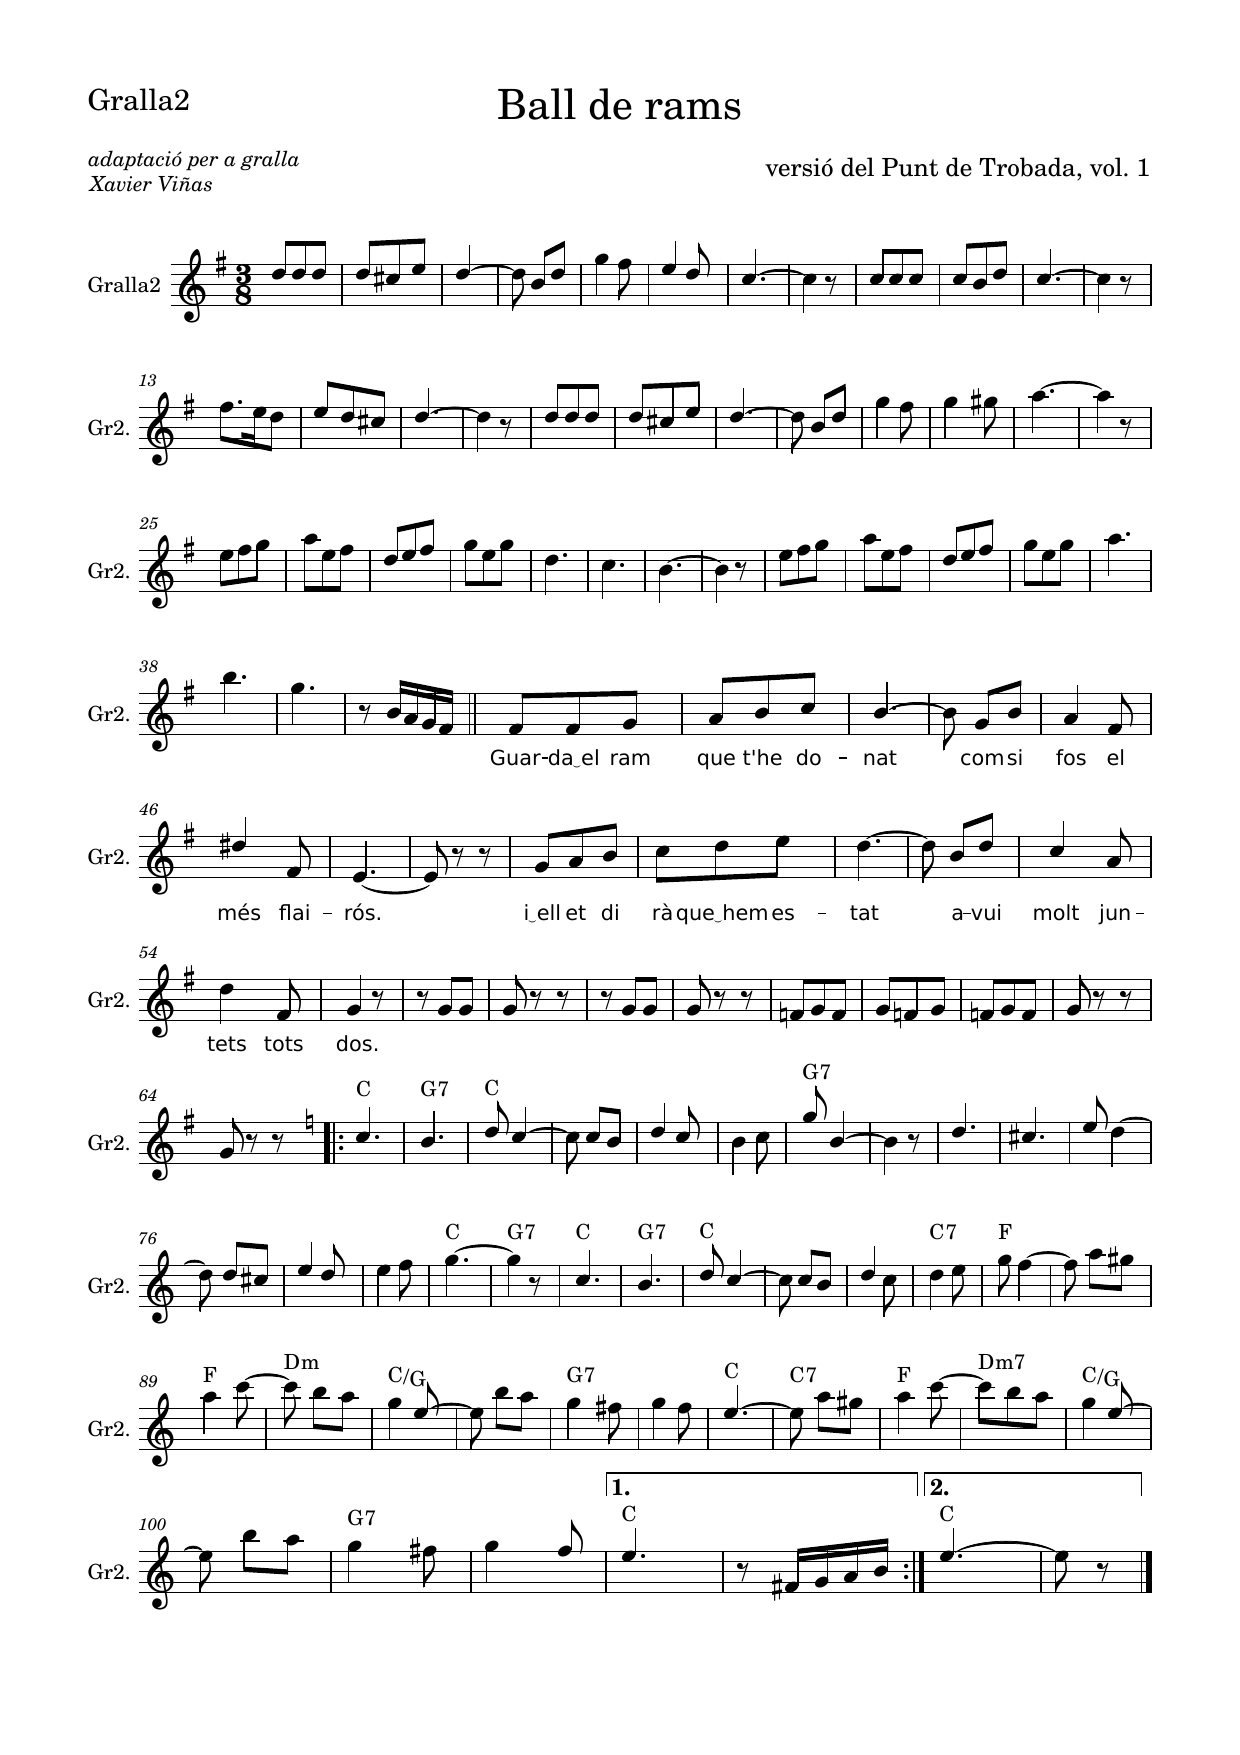 Gralla2
Ball de rams
adaptació per a gralla
Xavier Viñas
versió del Punt de Trobada, vol. 1
Gralla2
3
8
13
Gr2.
25
Gr2.
38
Gr2.
Guar – da‿el ram que t'he do – nat com si fos el
46
Gr2.
més flai – rós. i‿ell et di rà que‿hem es – tat a – vui molt jun –
54
Gr2.
tets tots dos.
C G7 C G7
64
Gr2.
C G7 C G7 C C7 F
76
Gr2.
F Dm C/G G7 C C7 F Dm7 C/G
89
Gr2.
1. 2.
G7 C C
100
Gr2.